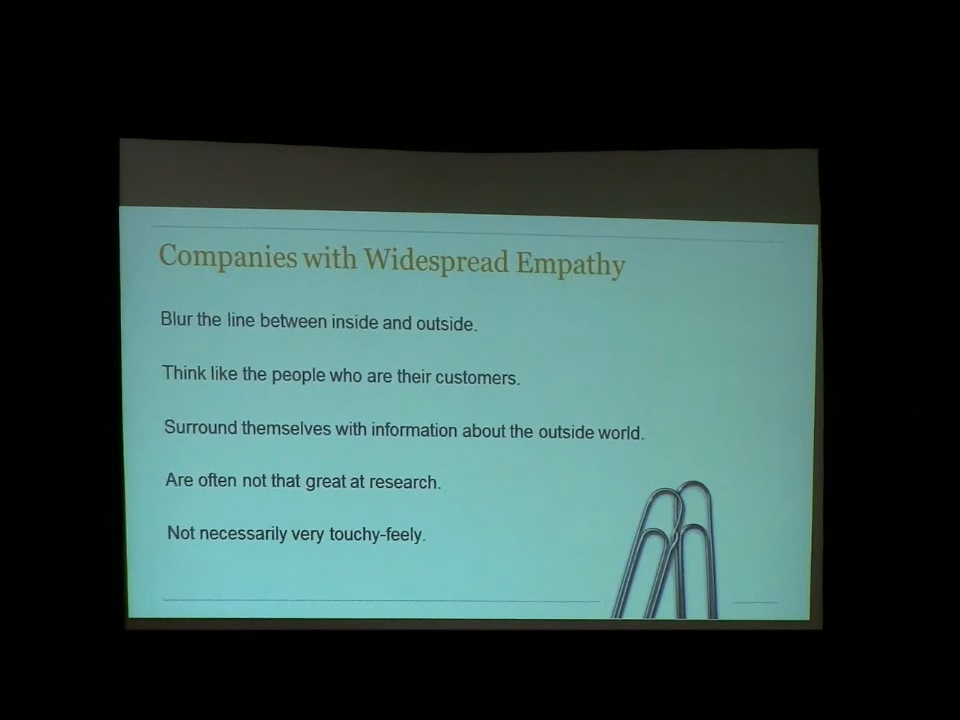 Companies with Widespread Empathy
Blur the line between inside and outside.
Think like the people who are their customers.
Surround themselves with information about the outside world.
Are often not that great at research.
Not necessarily very touchy-feely.